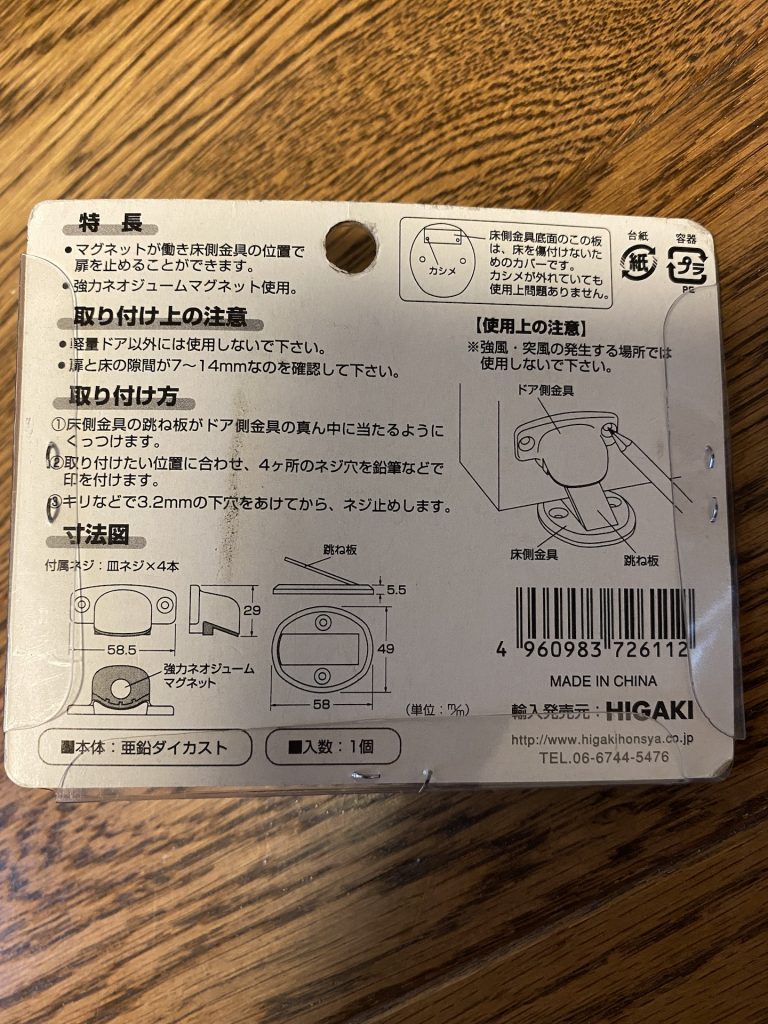 特 長
●マグネットが働き床側金具の位置で
扉を止めることができます。
●強力ネオジュームマグネット使用。
床側金具底面のこの板
は、床を傷付けないた
めのカバーです。
カシメが外れていても
使用上問題ありません。
カシメ
台紙
紙
容器
プラ
PS
取り付け上の注意
●軽量ドア以外には使用しないで下さい。
●扉と床の隙間が7〜14mmなのを確認して下さい。
【使用上の注意】
※強風・突風の発生する場所では
使用しないで下さい。
取り付け方
①床側金具の跳ね板がドア側金具の真ん中に当たるように
くっつけます。
②取り付けたい位置に合わせ、4ヶ所のネジ穴を鉛筆などで
印を付けます。
③キリなどで3.2mmの下穴をあけてから、ネジ止めします。
ドア側金具
床側金具
跳ね板
寸法図
付属ネジ：皿ネジ×4本
跳ね板
5.5
29
58.5
49
58
強力ネオジューム
マグネット
(単位：㎜)
4 960983 726112
MADE IN CHINA
輸入発売元：HIGAKI
http://www.higakihonsya.co.jp
TEL.06-6744-5476
■本体：亜鉛ダイカスト
■入数：1個